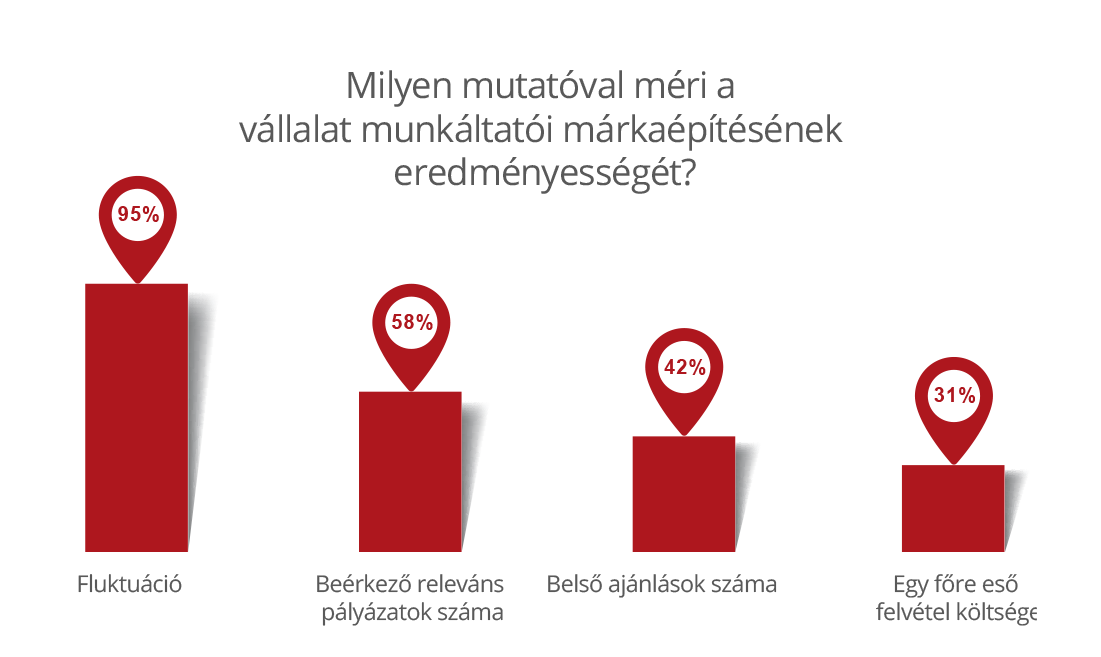 Milyen mutatóval méri a
vállalat munkáltatói márkaépítésének
eredményességét?
95%
58%
42%
31%
Fluktuáció
Beérkező releváns
pályázatok száma
Belső ajánlások száma
Egy főre eső
felvétel költsége